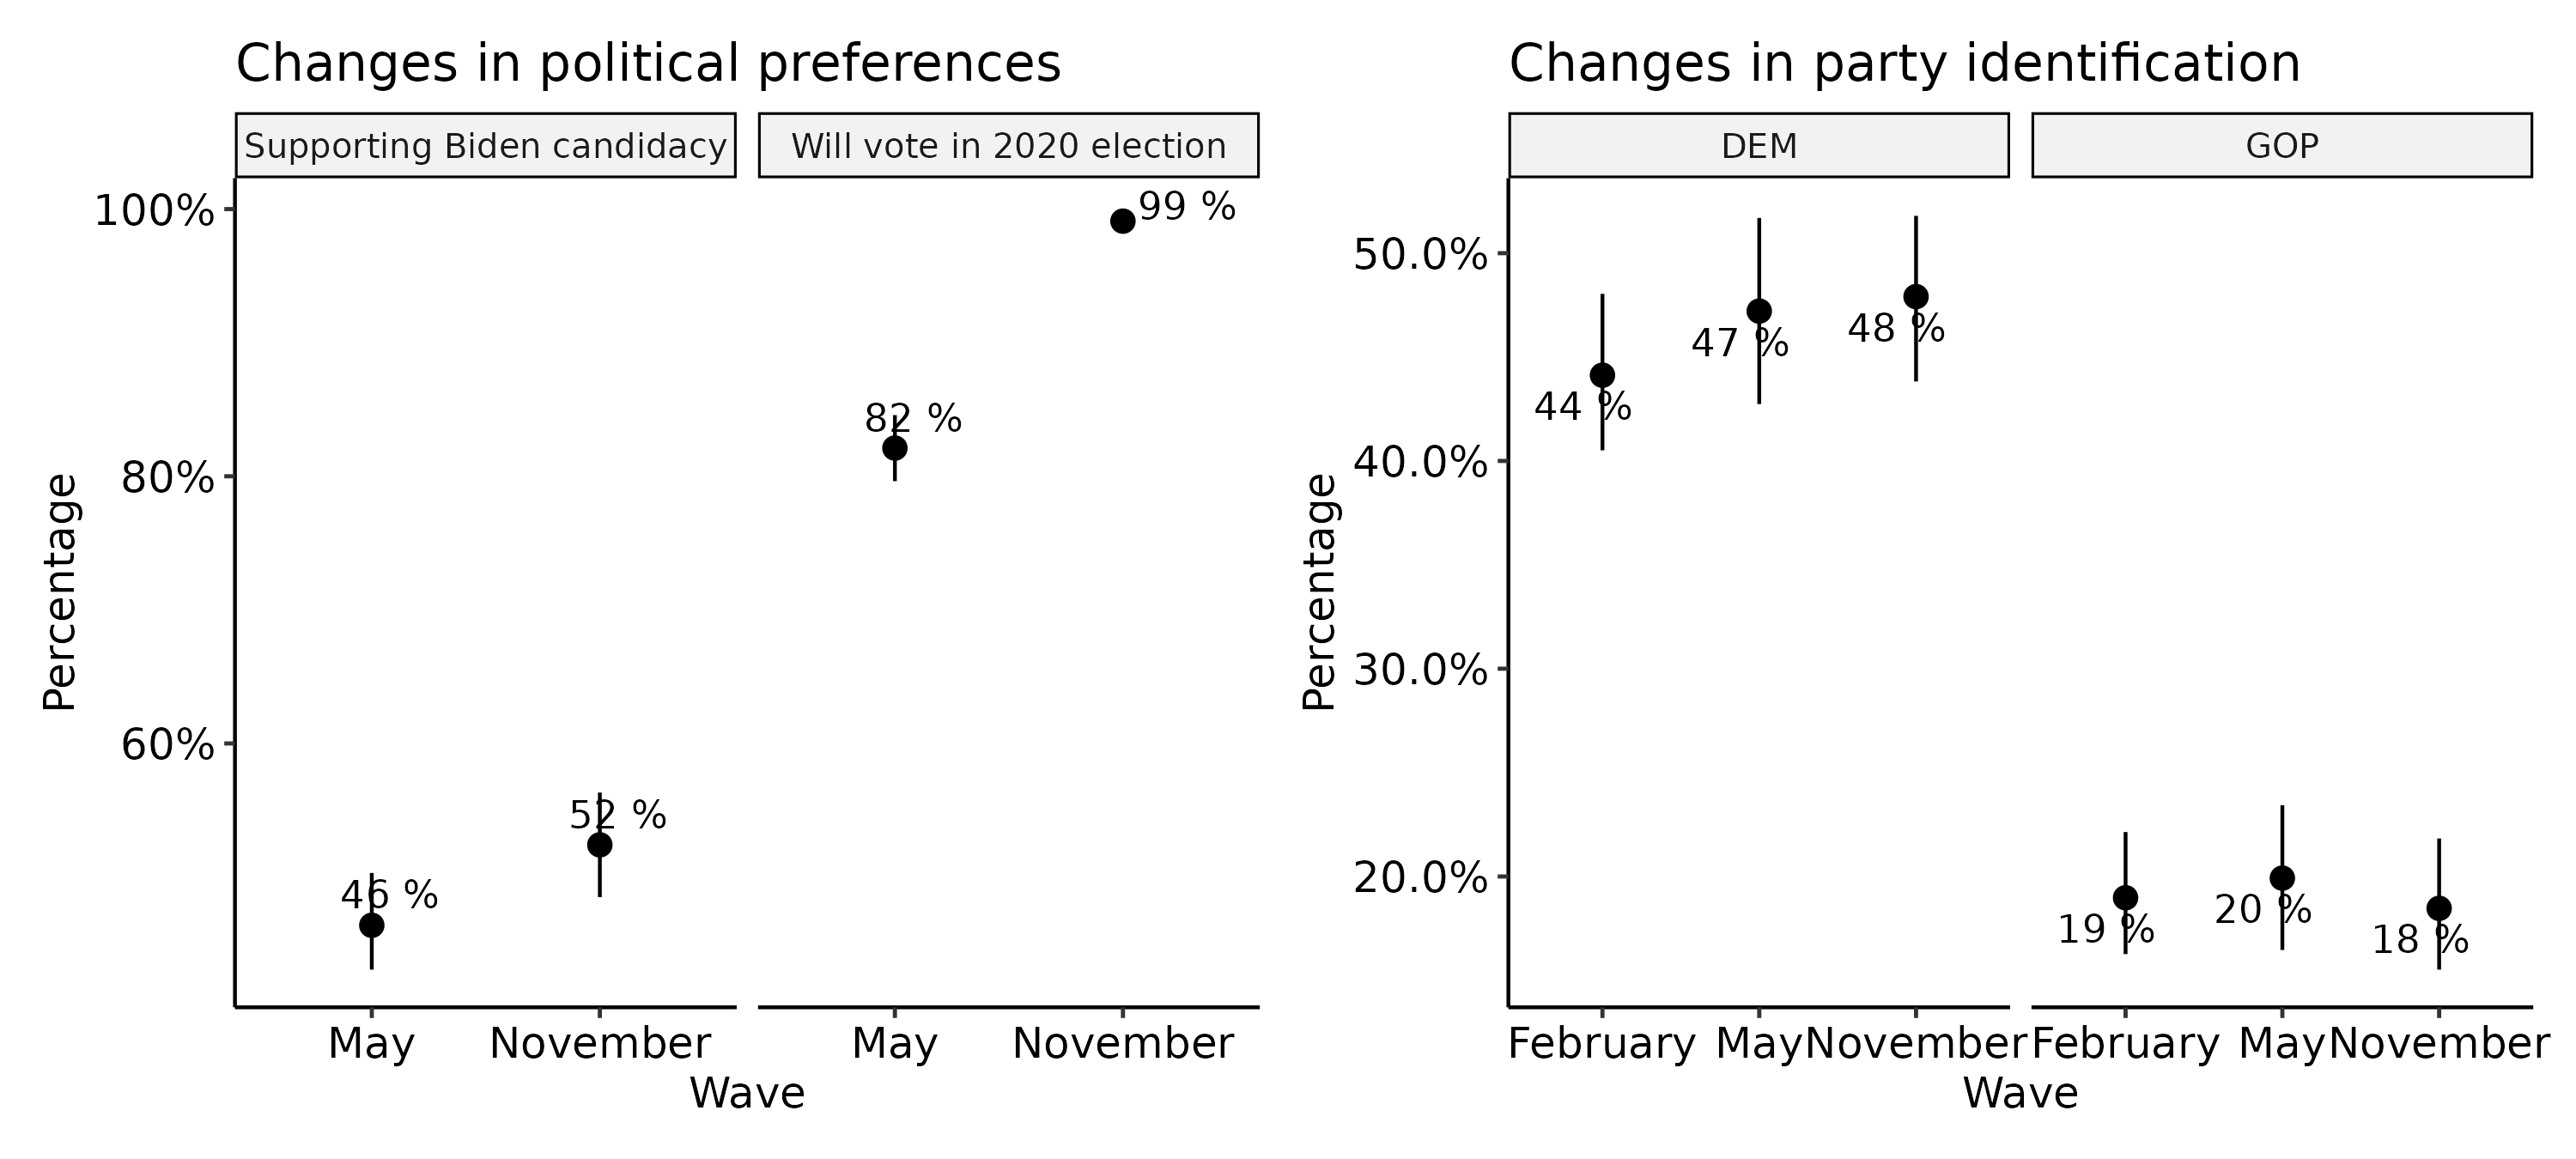 Changes in political preferences
Supporting Biden candidacy
Will vote in 2020 election
100%
80%
60%
Percentage
46 %
52 %
82 %
99 %
May
November
May
November
Wave
Changes in party identification
DEM
GOP
50.0%
40.0%
30.0%
20.0%
Percentage
44 %
47 %
48 %
19 %
20 %
18 %
February
May
November
February
May
November
Wave